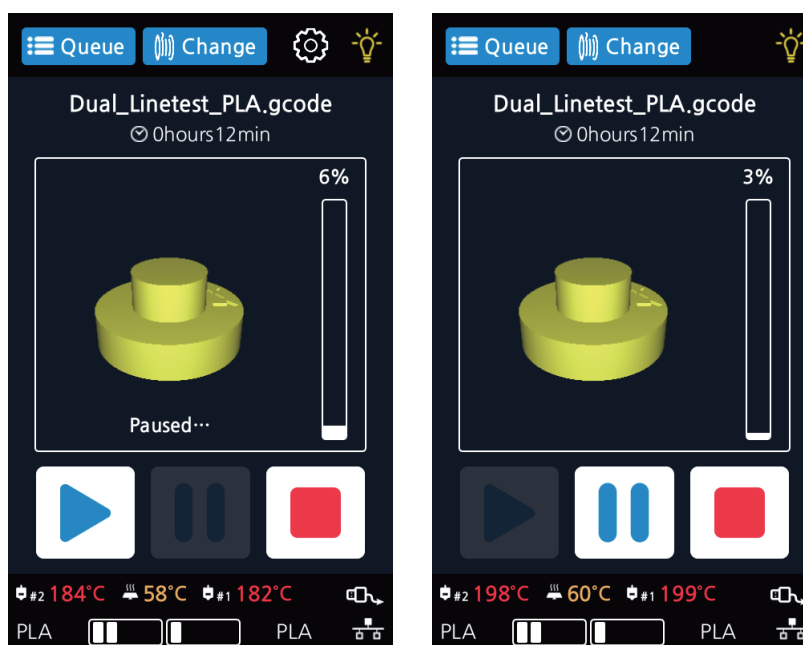 Queue Change
Dual_Linetest_PLA.gcode
0hours12min
6%
Paused···
#2 184°C 58°C #1 182°C
PLA PLA
Queue Change
Dual_Linetest_PLA.gcode
0hours12min
3%
#2 198°C 60°C #1 199°C
PLA PLA